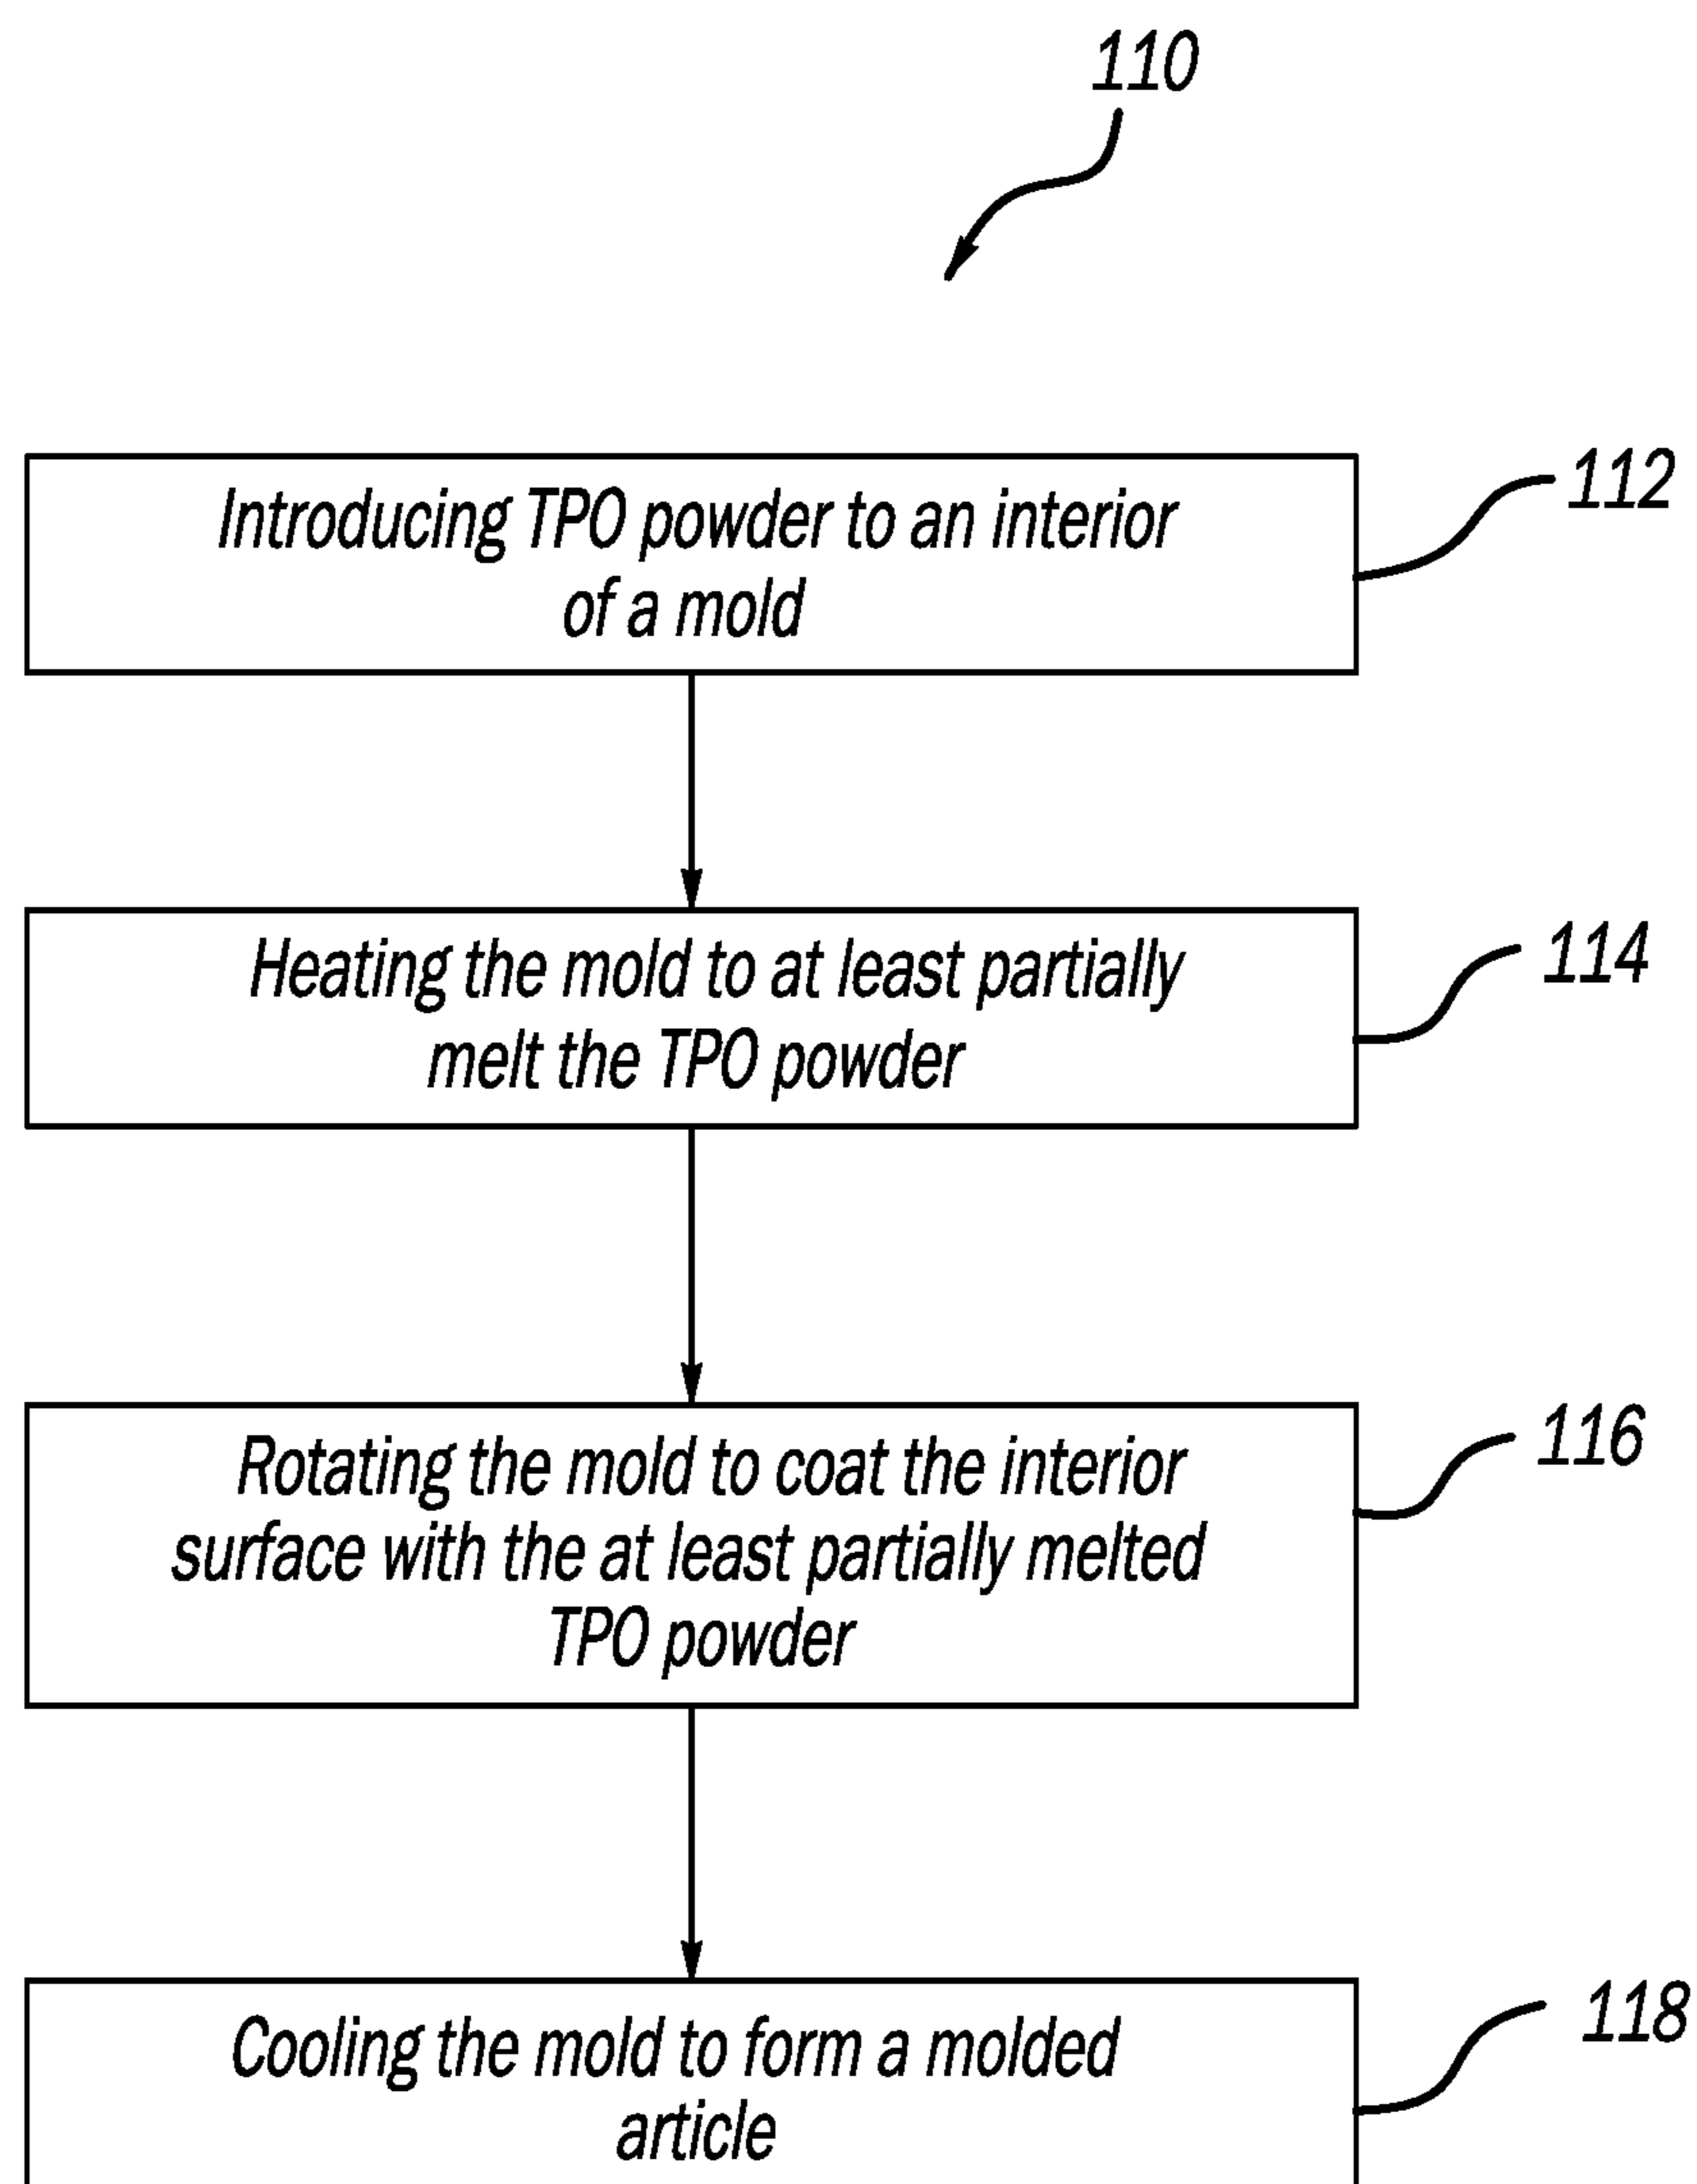 110
Introducing TPO powder to an interior
of a mold
112
Heating the mold to at least partially
melt the TPO powder
114
Rotating the mold to coat the interior
surface with the at least partially melted
TPO powder
116
Cooling the mold to form a molded
article
118